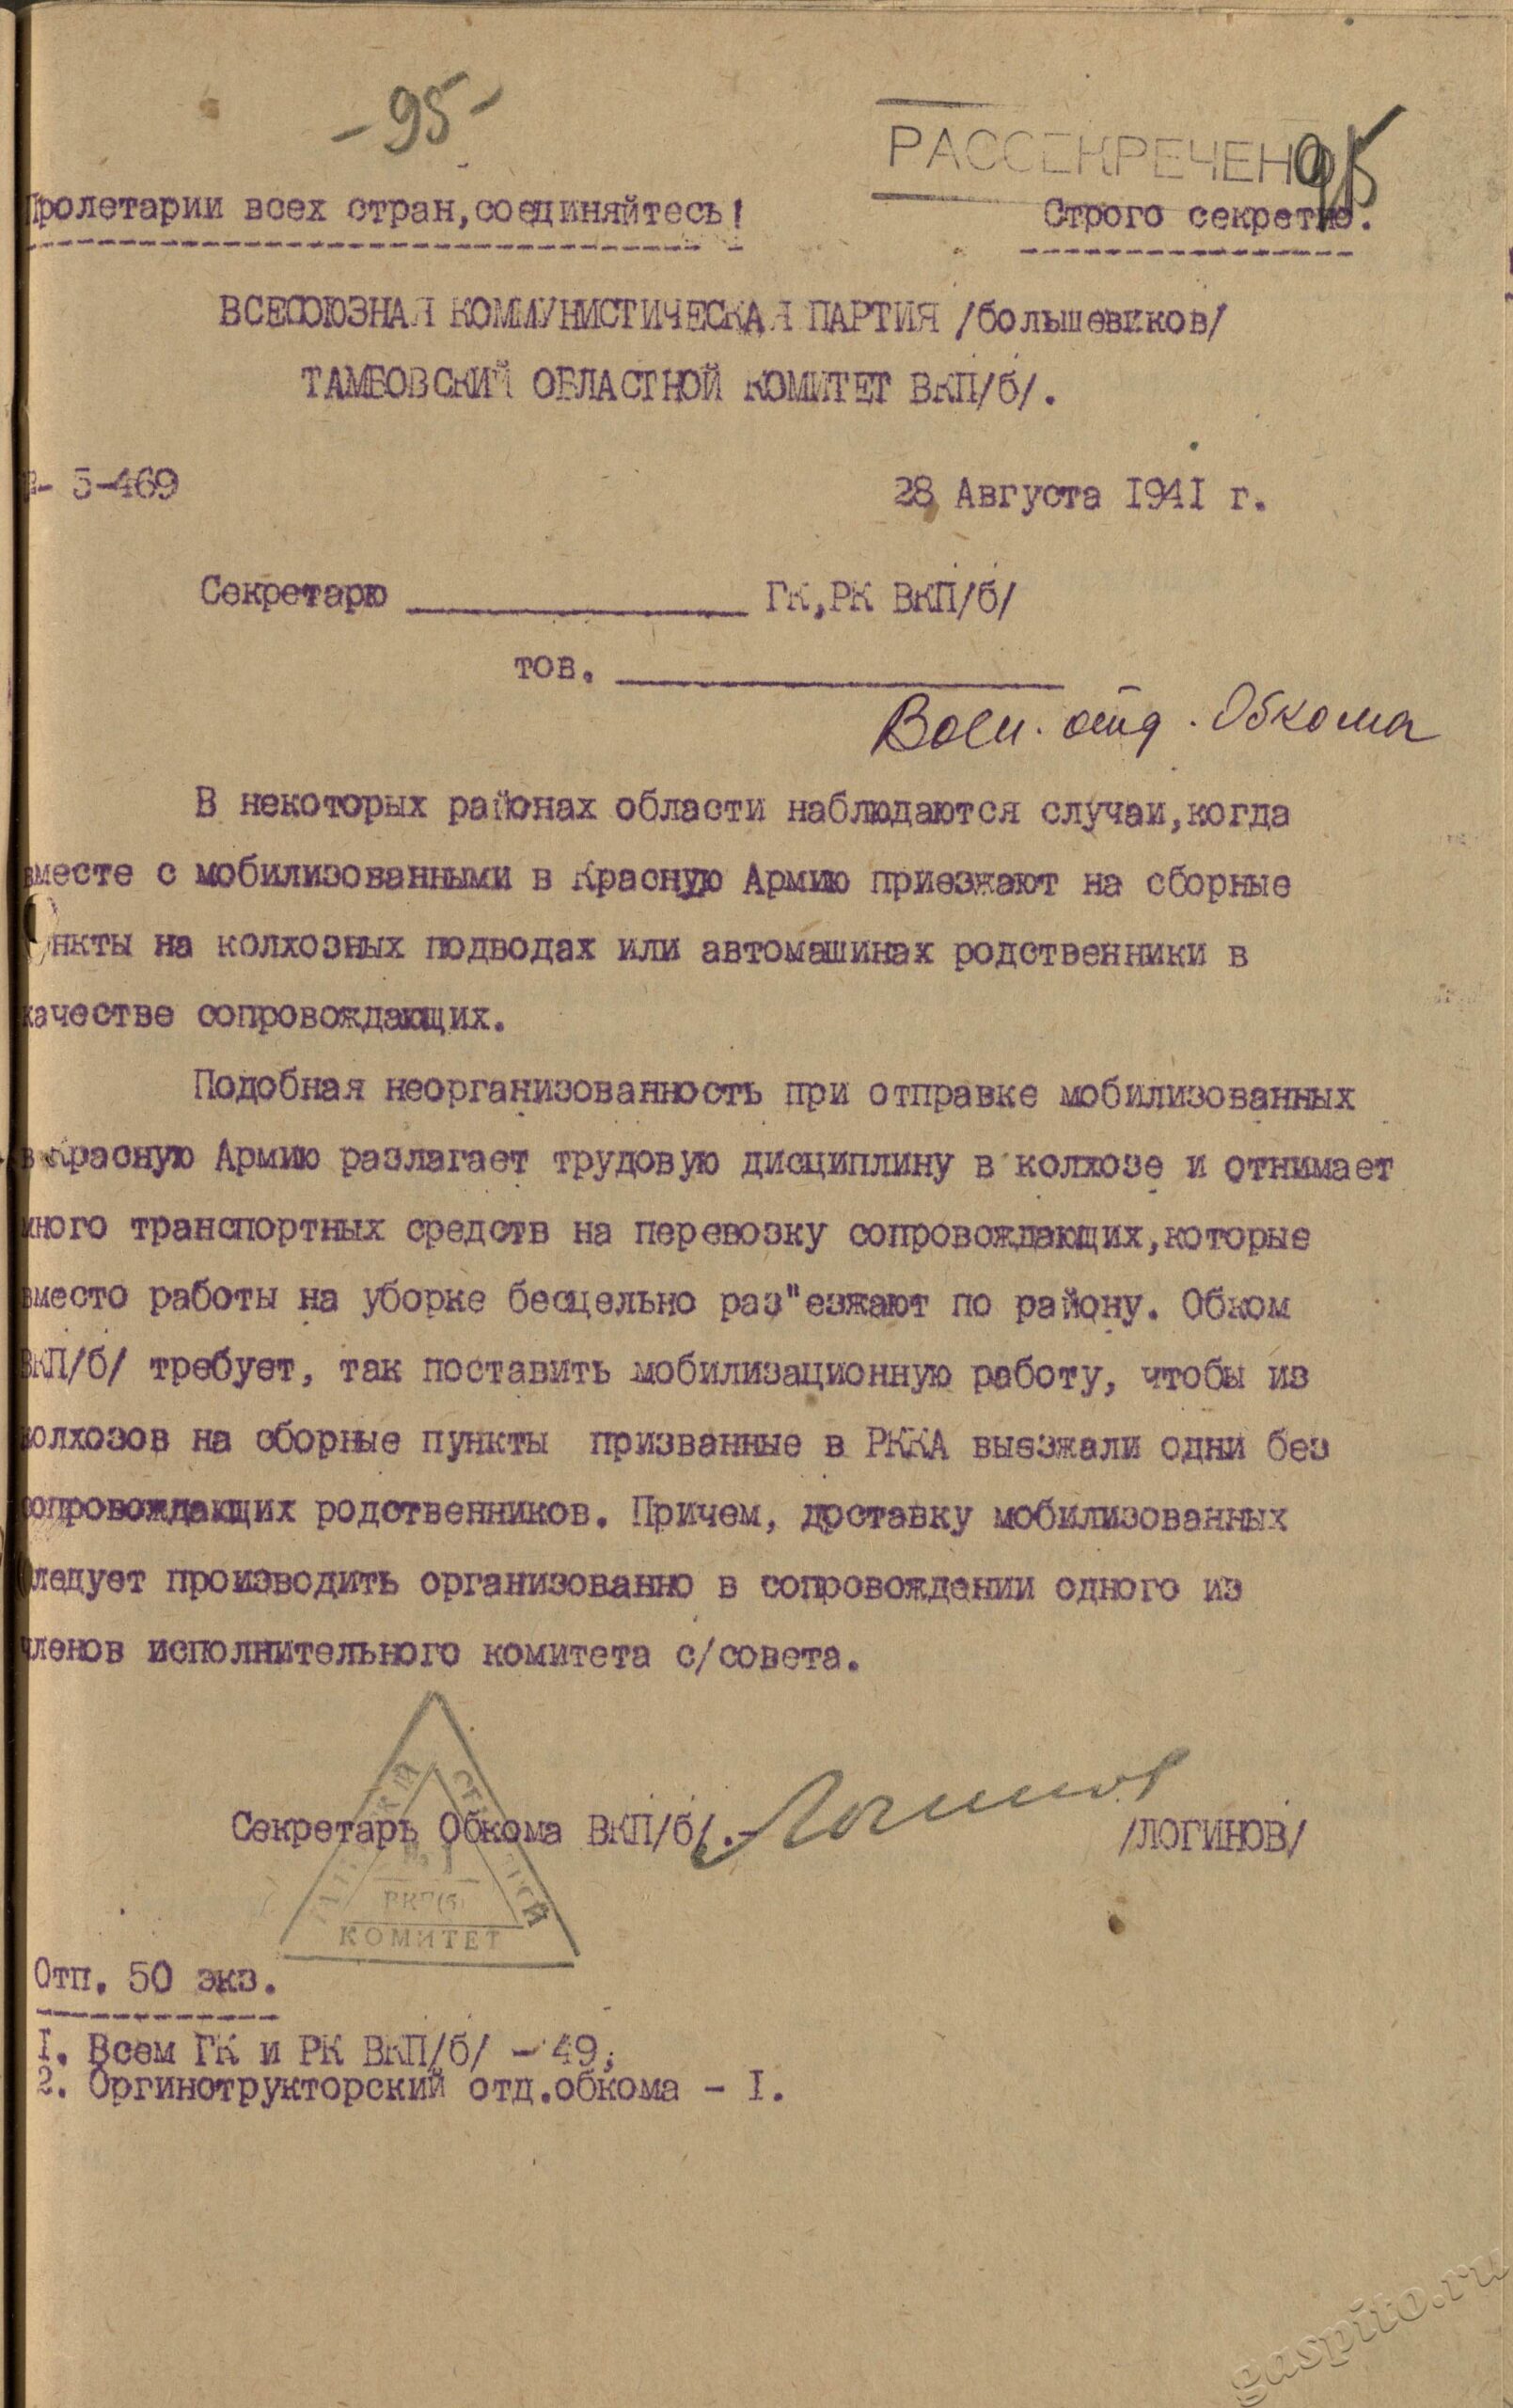 -95-
РАССЕКРЕЧЕНО
95
Пролетарии всех стран,соединяйтесь!
Строго секретно.
ВСЕСОЮЗНАЯ КОММУНИСТИЧЕСКАЯ ПАРТИЯ /большевиков/
ТАМБОВСКИЙ ОБЛАСТНОЙ КОМИТЕТ ВКП/б/.
- 5-469
28 Августа 1941 г.
Секретарю ГК,РК ВКП/б/
тов.
Воен. отд. Обкома
В некоторых районах области наблюдаются случаи,когда
вместе с мобилизованными в Красную Армию приезжают на сборные
нкты на колхозных подводах или автомашинах родственники в
качестве сопровождающих.
Подобная неорганизованность при отправке мобилизованных
в Красную Армию разлагает трудовую дисциплину в колхозе и отнимает
много транспортных средств на перевозку сопровождающих,которые
вместо работы на уборке бесцельно раз"езжают по району. Обком
ВКП/б/ требует, так поставить мобилизационную работу, чтобы из
колхозов на сборные пункты призванные в РККА выезжали одни без
сопровождающих родственников. Причем, доставку мобилизованных
следует производить организованно в сопровождении одного из
членов исполнительного комитета с/совета.
Секретарь Обкома ВКП/б/.- Логинов /ЛОГИНОВ/
РКП(б)
КОМИТЕТ
Отп. 50 экз.
1. Всем ГК и РК ВКП/б/ - 49;
2. Оргинструкторский отд.обкома - 1.
gaspito.ru